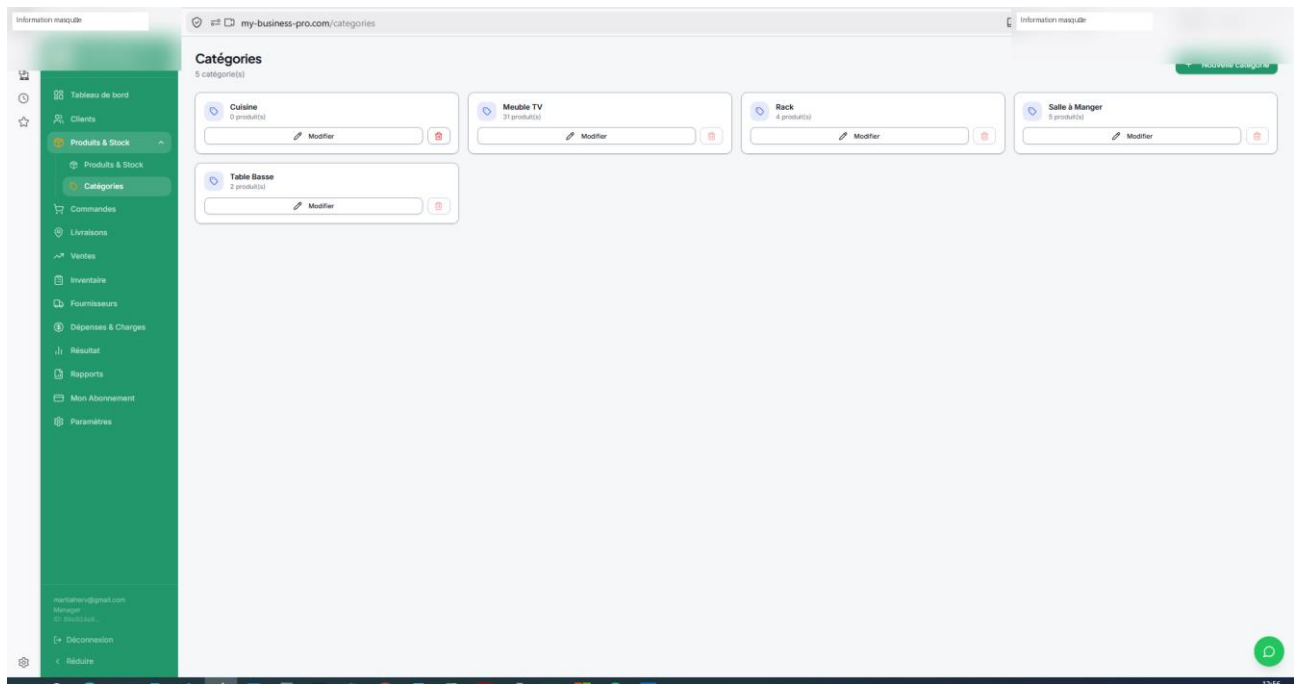 Information masquée
my-business-pro.com/categories
Information masquée
Catégories
5 catégorie(s)
+ Nouvelle catégorie
Cuisine
0 produit(s)
Modifier
Meuble TV
31 produit(s)
Modifier
Rack
4 produit(s)
Modifier
Salle à Manger
5 produit(s)
Modifier
Table Basse
2 produit(s)
Modifier
Tableau de bord
Clients
Produits & Stock
Produits & Stock
Catégories
Commandes
Livraisons
Ventes
Inventaire
Fournisseurs
Dépenses & Charges
Résultat
Rapports
Mon Abonnement
Paramètres
Manager
Déconnexion
Réduire